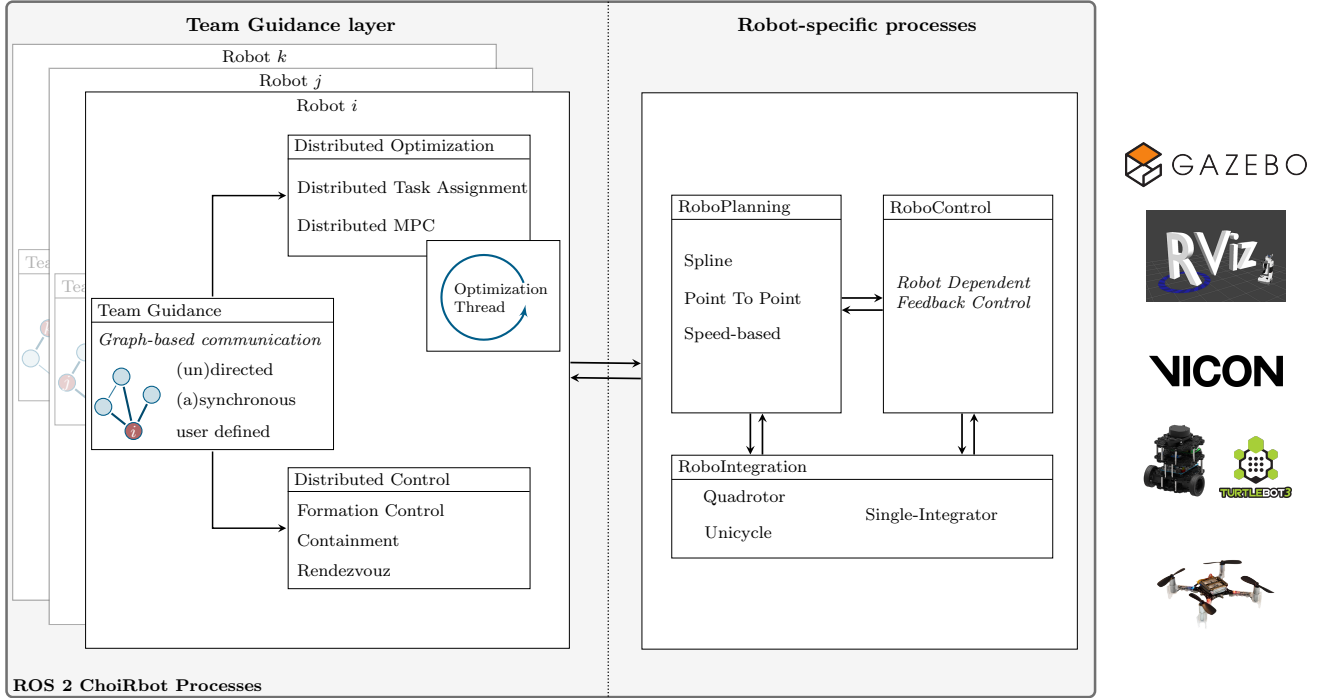 Team Guidance layer
Robot-specific processes
Robot k
Robot j
Robot i
Distributed Optimization
Distributed Task Assignment
Distributed MPC
Optimization
Thread
Tea
Tea
Team Guidance
Graph-based communication
(un)directed
(a)synchronous
user defined
i
j
Distributed Control
Formation Control
Containment
Rendezvouz
RoboPlanning
Spline
Point To Point
Speed-based
RoboControl
Robot Dependent
Feedback Control
RoboIntegration
Quadrotor
Unicycle
Single-Integrator
ROS 2 ChoiRbot Processes
GAZEBO
RViz
VICON
TURTLEBOT3